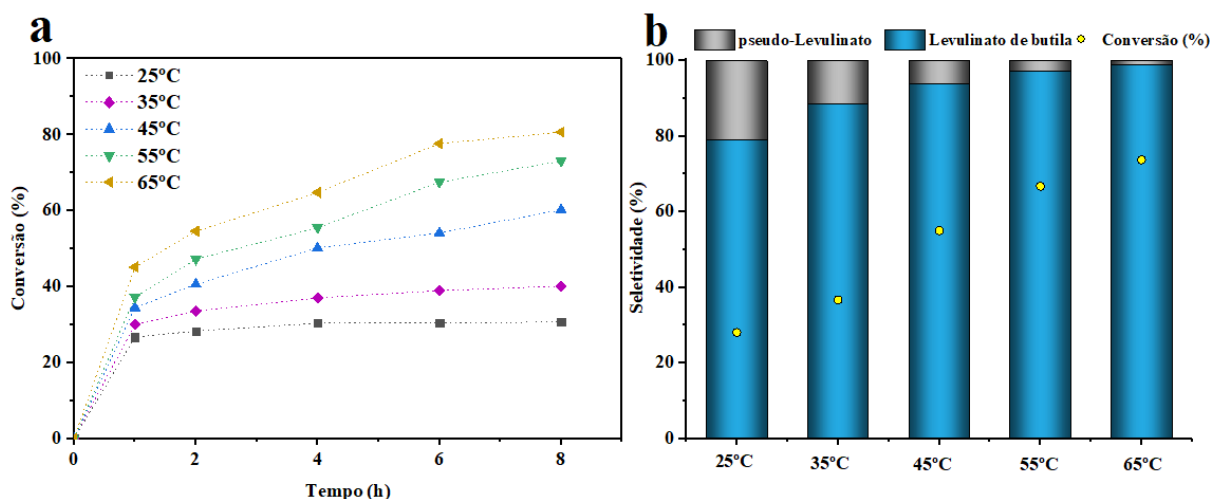 a
100
80
60
40
20
0
Conversão (%)
25ºC
35ºC
45ºC
55ºC
65ºC
0 2 4 6 8
Tempo (h)
b
pseudo-Levulinato Levulinato de butila Conversão (%)
100
80
60
40
20
0
Seletividade (%)
25ºC 35ºC 45ºC 55ºC 65ºC